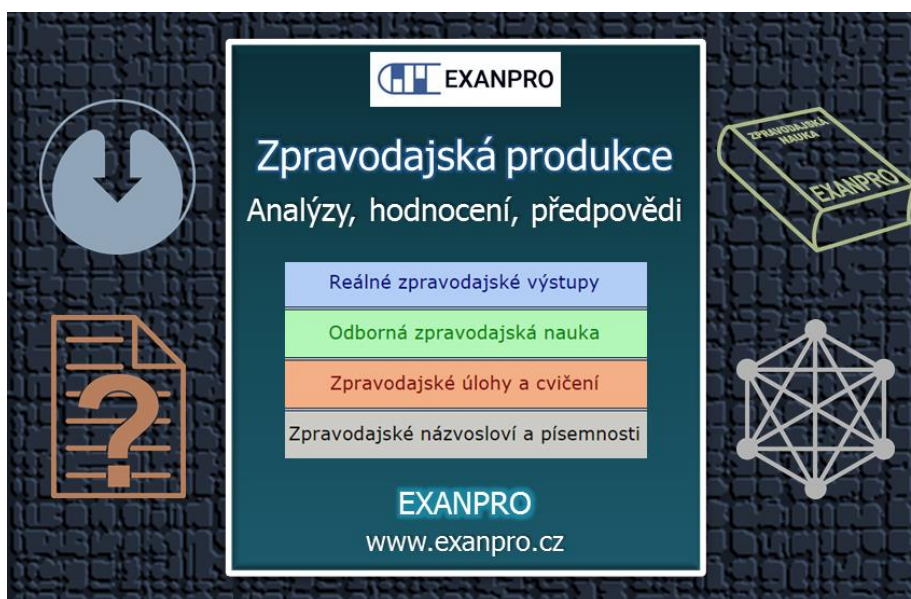 EXANPRO
Zpravodajská produkce
Analýzy, hodnocení, předpovědi
Reálné zpravodajské výstupy
Odborná zpravodajská nauka
Zpravodajské úlohy a cvičení
Zpravodajské názvosloví a písemnosti
EXANPRO
www.exanpro.cz
ZPRAVODAJSKÁ
NAUKA
EXANPRO
?